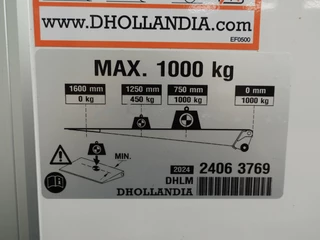 www.DHOLLANDIA.com
EF0500
MAX. 1000 kg
1600 mm 1250 mm 750 mm 0 mm
0 kg 450 kg 1000 kg 1000 kg
MIN.
2024 2406 3769
DHLM
DHOLLANDIA